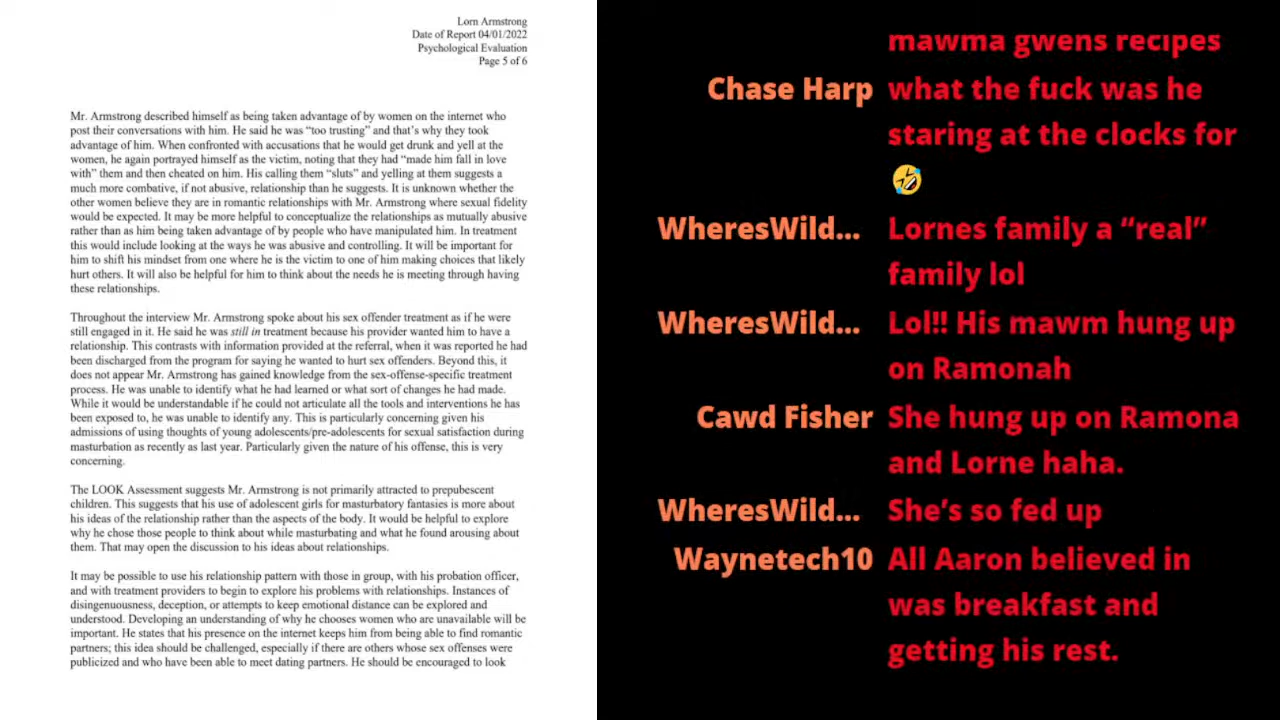 Lorn Armstrong
Date of Report 04/01/2022
Psychological Evaluation
Page 5 of 6
Mr. Armstrong described himself as being taken advantage of by women on the internet who
post their conversations with him. He said he was “too trusting” and that’s why they took
advantage of him. When confronted with accusations that he would get drunk and yell at the
women, he again portrayed himself as the victim, noting that they had “made him fall in love
with” them and then cheated on him. His calling them “sluts” and yelling at them suggests a
much more combative, if not abusive, relationship than he suggests. It is unknown whether the
other women believe they are in romantic relationships with Mr. Armstrong where sexual fidelity
would be expected. It may be more helpful to conceptualize the relationships as mutually abusive
rather than as him being taken advantage of by people who have manipulated him. In treatment
this would include looking at the ways he was abusive and controlling. It will be important for
him to shift his mindset from one where he is the victim to one of him making choices that likely
hurt others. It will also be helpful for him to think about the needs he is meeting through having
these relationships.
Throughout the interview Mr. Armstrong spoke about his sex offender treatment as if he were
still engaged in it. He said he was still in treatment because his provider wanted him to have a
relationship. This contrasts with information provided at the referral, when it was reported he had
been discharged from the program for saying he wanted to hurt sex offenders. Beyond this, it
does not appear Mr. Armstrong has gained knowledge from the sex-offense-specific treatment
process. He was unable to identify what he had learned or what sort of changes he had made.
While it would be understandable if he could not articulate all the tools and interventions he has
been exposed to, he was unable to identify any. This is particularly concerning given his
admissions of using thoughts of young adolescents/pre-adolescents for sexual satisfaction during
masturbation as recently as last year. Particularly given the nature of his offense, this is very
concerning.
The LOOK Assessment suggests Mr. Armstrong is not primarily attracted to prepubescent
children. This suggests that his use of adolescent girls for masturbatory fantasies is more about
his ideas of the relationship rather than the aspects of the body. It would be helpful to explore
why he chose those people to think about while masturbating and what he found arousing about
them. That may open the discussion to his ideas about relationships.
It may be possible to use his relationship pattern with those in group, with his probation officer,
and with treatment providers to begin to explore his problems with relationships. Instances of
disingenuousness, deception, or attempts to keep emotional distance can be explored and
understood. Developing an understanding of why he chooses women who are unavailable will be
important. He states that his presence on the internet keeps him from being able to find romantic
partners; this idea should be challenged, especially if there are others whose sex offenses were
publicized and who have been able to meet dating partners. He should be encouraged to look
mawma gwens recipes
Chase Harp what the fuck was he
staring at the clocks for
🤣
WheresWild... Lornes family a “real”
family lol
WheresWild... Lol!! His mawm hung up
on Ramonah
Cawd Fisher She hung up on Ramona
and Lorne haha.
WheresWild... She’s so fed up
Waynetech10 All Aaron believed in
was breakfast and
getting his rest.